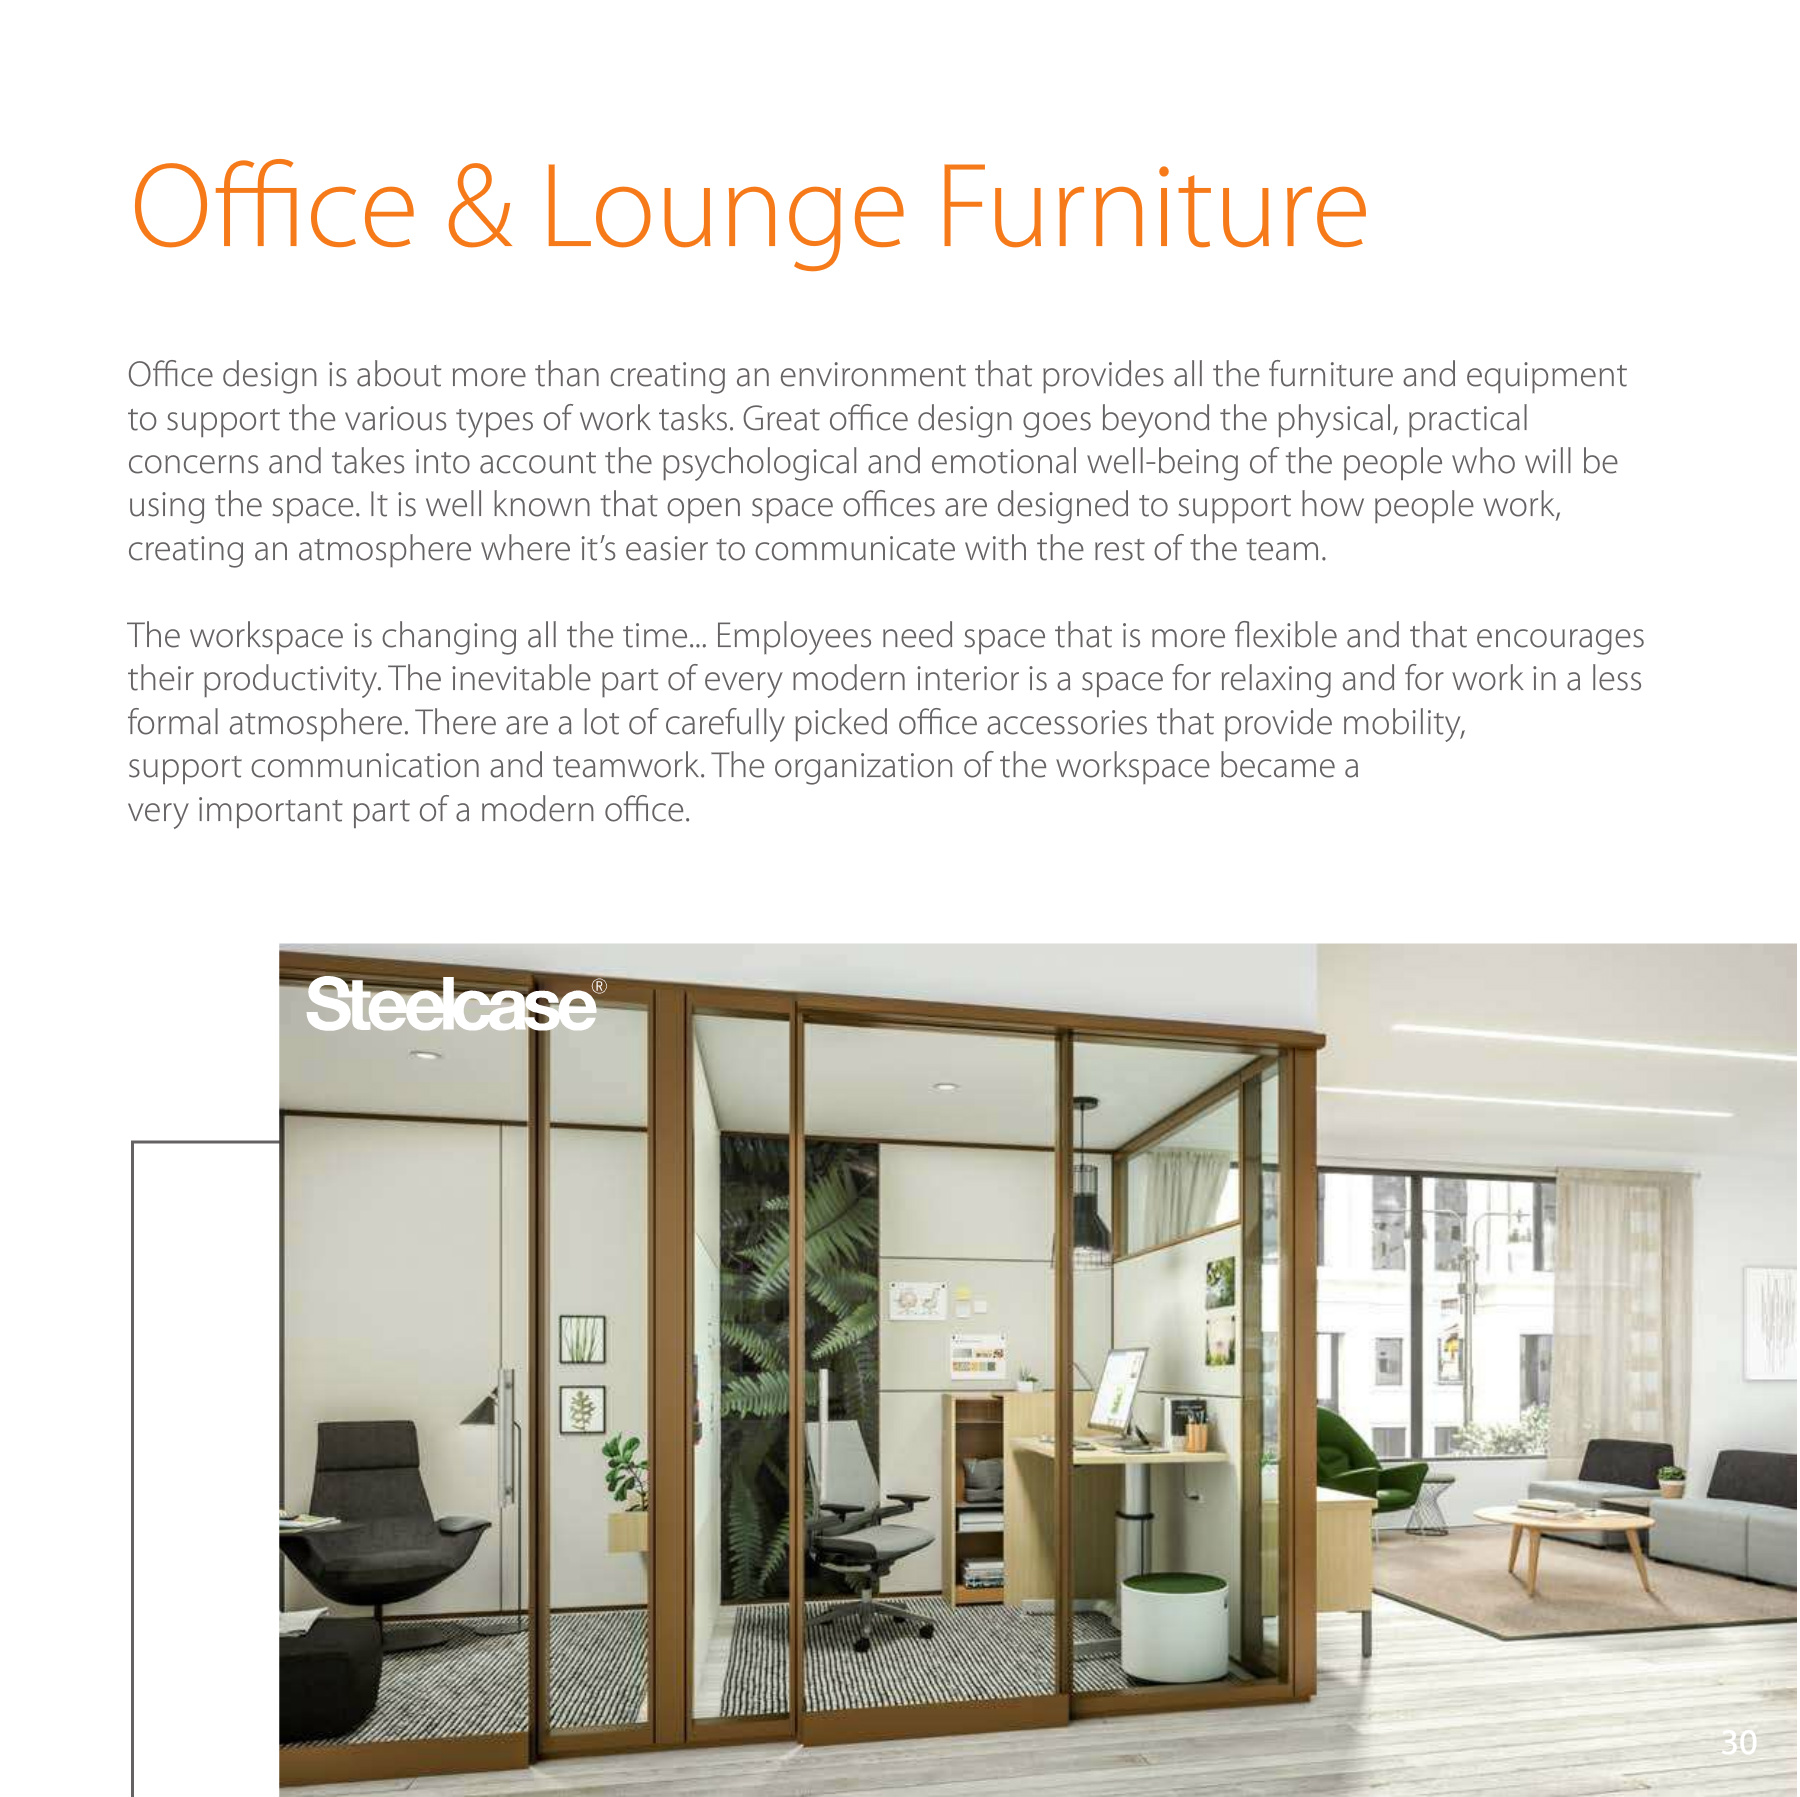 Office & Lounge Furniture
Office design is about more than creating an environment that provides all the furniture and equipment
to support the various types of work tasks. Great office design goes beyond the physical, practical
concerns and takes into account the psychological and emotional well-being of the people who will be
using the space. It is well known that open space offices are designed to support how people work,
creating an atmosphere where it’s easier to communicate with the rest of the team.
The workspace is changing all the time... Employees need space that is more flexible and that encourages
their productivity. The inevitable part of every modern interior is a space for relaxing and for work in a less
formal atmosphere. There are a lot of carefully picked office accessories that provide mobility,
support communication and teamwork. The organization of the workspace became a
very important part of a modern office.
Steelcase®
30